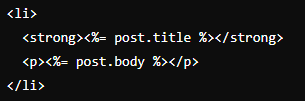 <li>
  <strong><%= post.title %></strong>
  <p><%= post.body %></p>
</li>